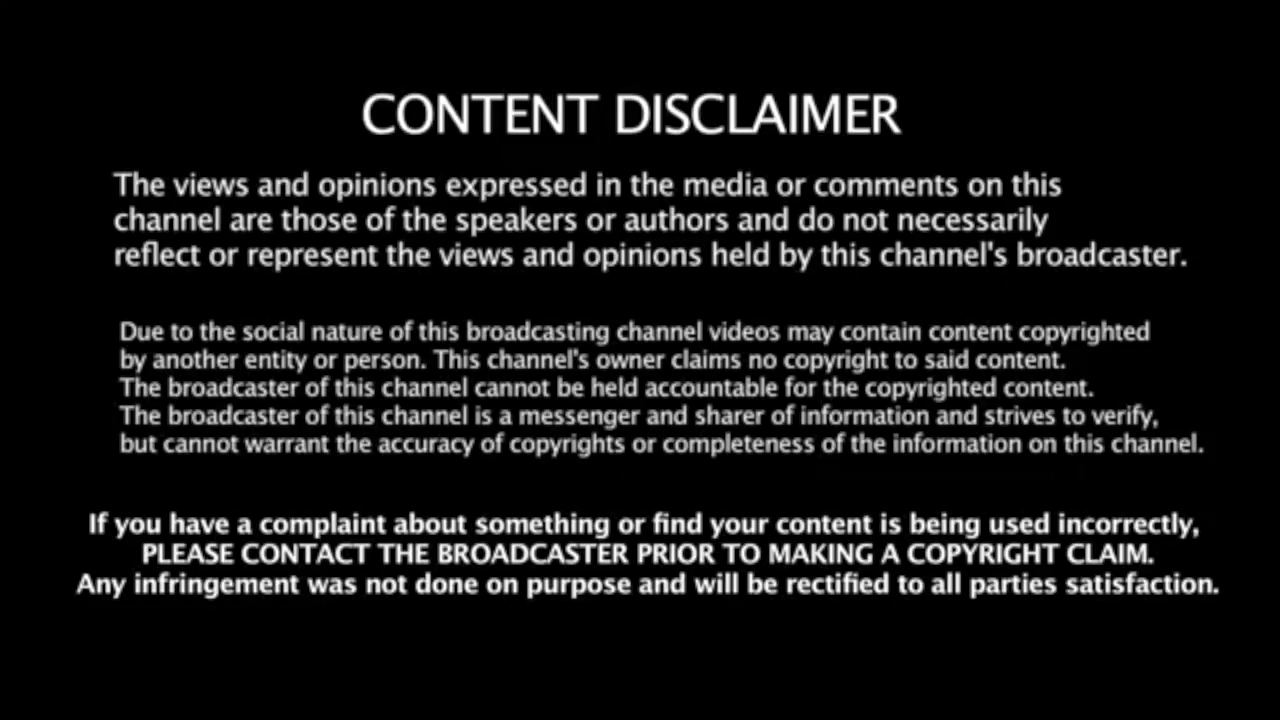 CONTENT DISCLAIMER
The views and opinions expressed in the media or comments on this
channel are those of the speakers or authors and do not necessarily
reflect or represent the views and opinions held by this channel's broadcaster.
Due to the social nature of this broadcasting channel videos may contain content copyrighted
by another entity or person. This channel's owner claims no copyright to said content.
The broadcaster of this channel cannot be held accountable for the copyrighted content.
The broadcaster of this channel is a messenger and sharer of information and strives to verify,
but cannot warrant the accuracy of copyrights or completeness of the information on this channel.
If you have a complaint about something or find your content is being used incorrectly,
PLEASE CONTACT THE BROADCASTER PRIOR TO MAKING A COPYRIGHT CLAIM.
Any infringement was not done on purpose and will be rectified to all parties satisfaction.